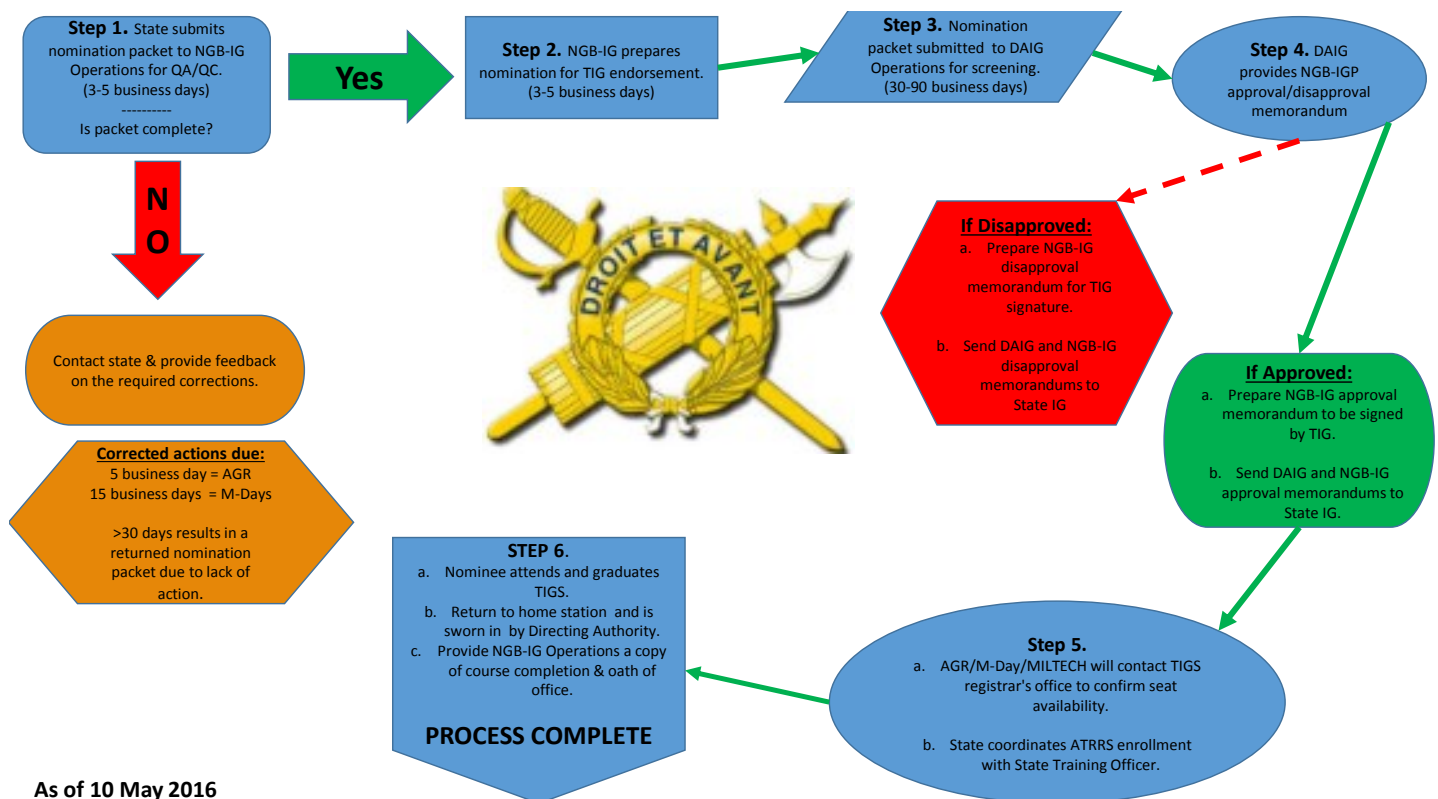 Step 1. State submits
nomination packet to NGB-IG
Operations for QA/QC.
(3-5 business days)
----------
Is packet complete?
Yes
Step 2. NGB-IG prepares
nomination for TIG endorsement.
(3-5 business days)
Step 3. Nomination
packet submitted to DAIG
Operations for screening.
(30-90 business days)
Step 4. DAIG
provides NGB-IGP
approval/disapproval
memorandum
N
O
Contact state & provide feedback
on the required corrections.
Corrected actions due:
5 business day = AGR
15 business days = M-Days
>30 days results in a
returned nomination
packet due to lack of
action.
DROIT ET AVANT
If Disapproved:
a. Prepare NGB-IG
disapproval
memorandum for TIG
signature.
b. Send DAIG and NGB-IG
disapproval
memorandums to
State IG
If Approved:
a. Prepare NGB-IG approval
memorandum to be signed
by TIG.
b. Send DAIG and NGB-IG
approval memorandums to
State IG.
Step 5.
a. AGR/M-Day/MILTECH will contact TIGS
registrar's office to confirm seat
availability.
b. State coordinates ATRRS enrollment
with State Training Officer.
STEP 6.
a. Nominee attends and graduates
TIGS.
b. Return to home station and is
sworn in by Directing Authority.
c. Provide NGB-IG Operations a copy
of course completion & oath of
office.
PROCESS COMPLETE
As of 10 May 2016